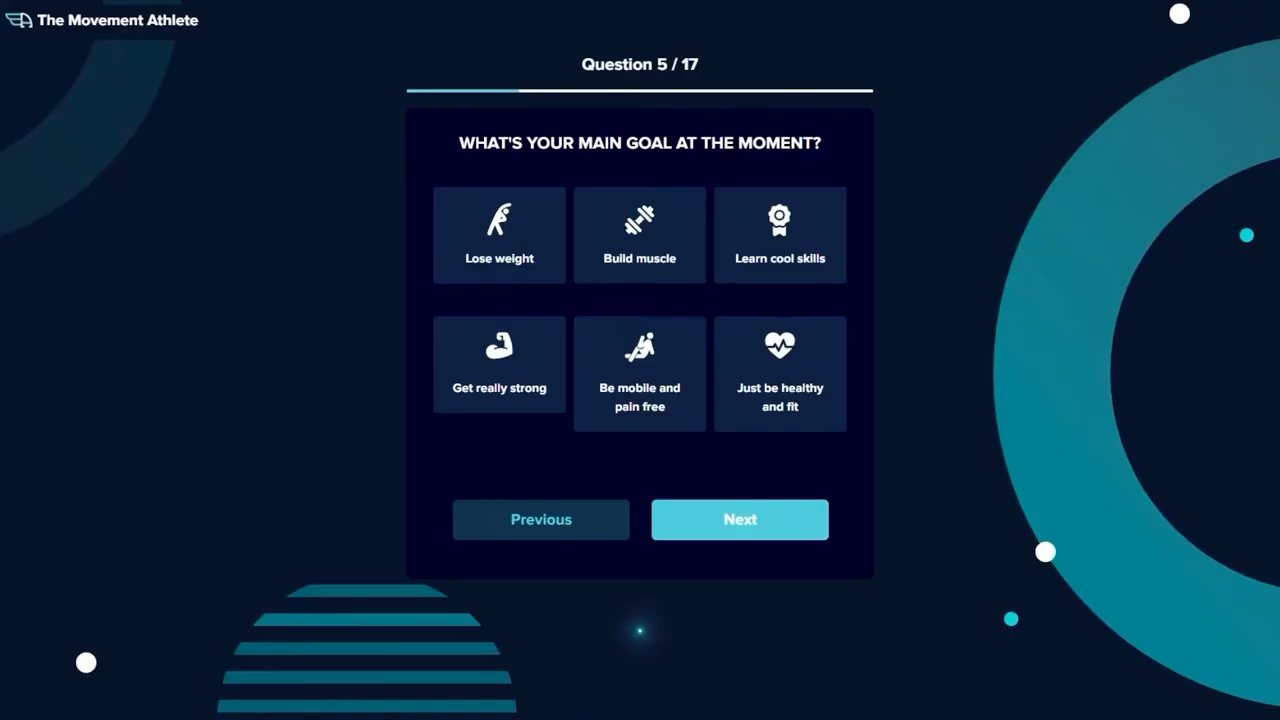 The Movement Athlete
Question 5 / 17
WHAT'S YOUR MAIN GOAL AT THE MOMENT?
Lose weight
Build muscle
Learn cool skills
Get really strong
Be mobile and
pain free
Just be healthy
and fit
Previous
Next